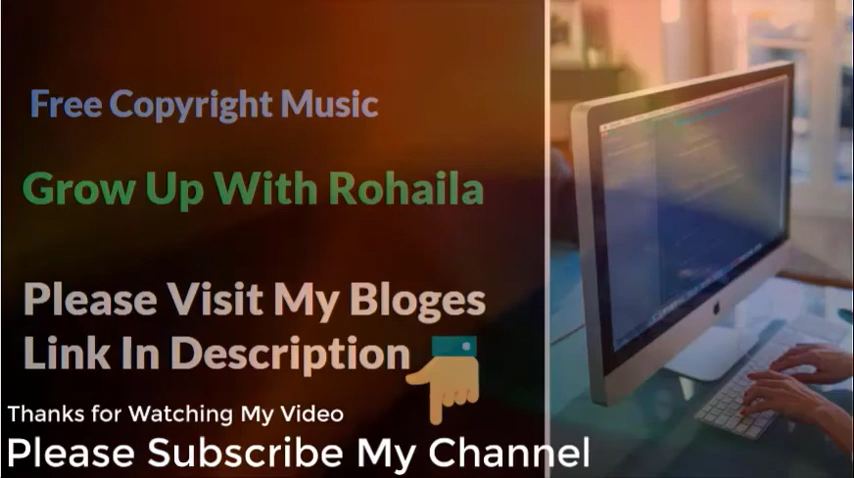 Free Copyright Music
Grow Up With Rohaila
Please Visit My Bloges
Link In Description
Thanks for Watching My Video
Please Subscribe My Channel